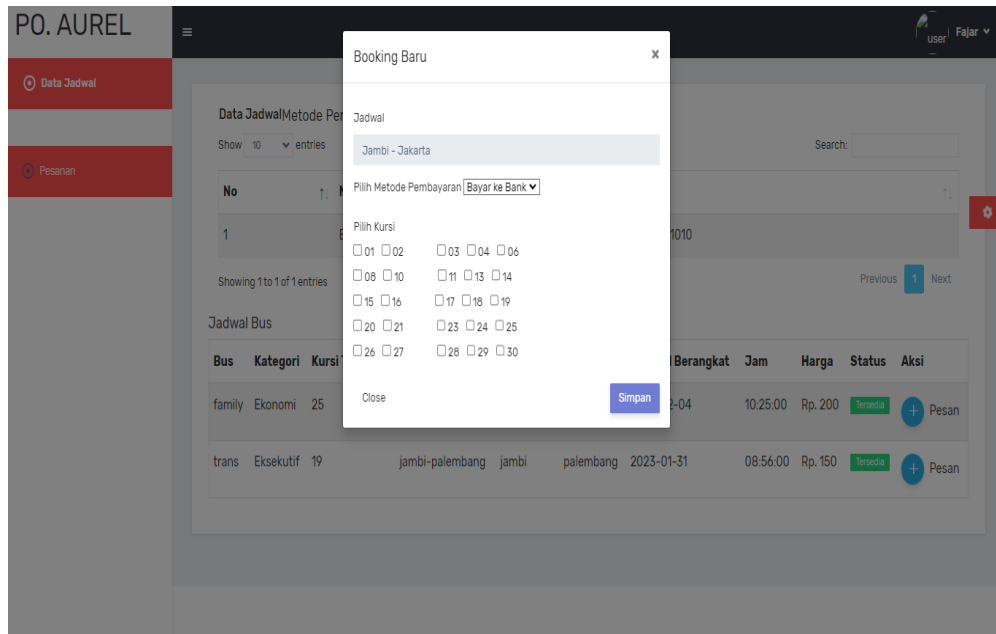 PO. AUREL
user Fajar
Data Jadwal
Pesanan
Booking Baru
×
Jadwal
Jambi - Jakarta
Pilih Metode Pembayaran Bayar ke Bank
Pilih Kursi
01 02 03 04 06
08 10 11 13 14
15 16 17 18 19
20 21 23 24 25
26 27 28 29 30
Close Simpan
Data Jadwal Metode
Show 10 entries Search:
No
1 1010
Showing 1 to 1 of 1 entries Previous 1 Next
Jadwal Bus
Bus Kategori Kursi Berangkat Jam Harga Status Aksi
family Ekonomi 25 -04 10:25:00 Rp. 200 Tersedia + Pesan
trans Eksekutif 19 jambi-palembang jambi palembang 2023-01-31 08:56:00 Rp. 150 Tersedia + Pesan